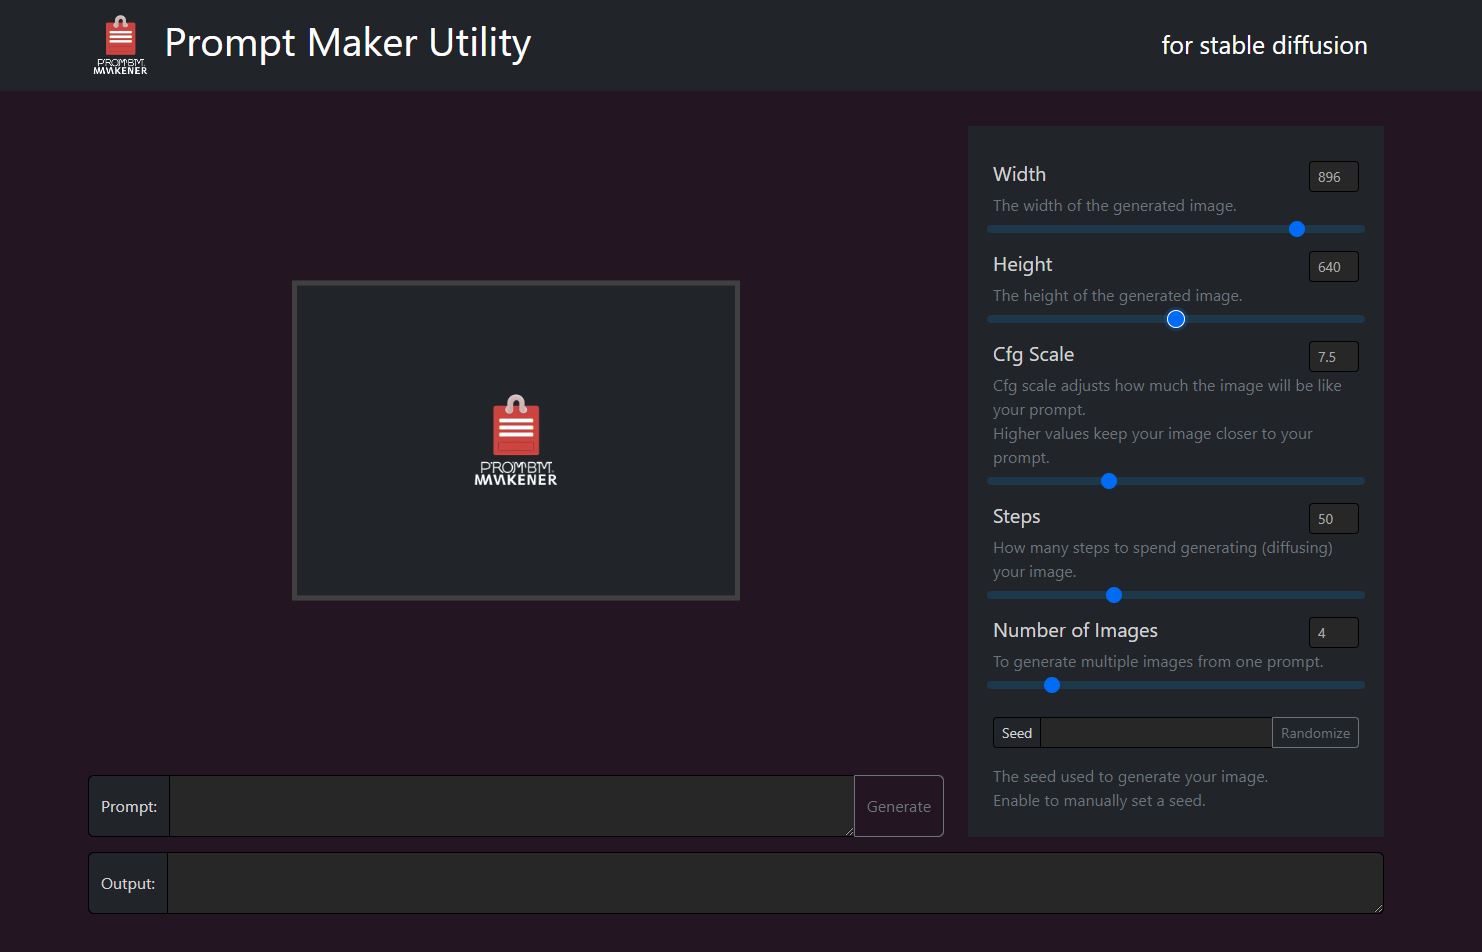 PROMBM.
MWKENER
Prompt Maker Utility
for stable diffusion
PROMBM.
MWKENER
Width
896
The width of the generated image.
Height
640
The height of the generated image.
Cfg Scale
7.5
Cfg scale adjusts how much the image will be like
your prompt.
Higher values keep your image closer to your
prompt.
Steps
50
How many steps to spend generating (diffusing)
your image.
Number of Images
4
To generate multiple images from one prompt.
Seed
Randomize
The seed used to generate your image.
Enable to manually set a seed.
Prompt:
Generate
Output: